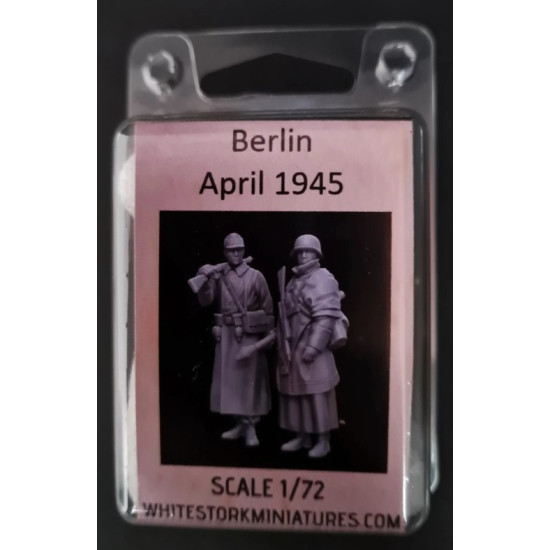 Berlin
April 1945
SCALE 1/72
WHITESTORKMINIATURES.COM